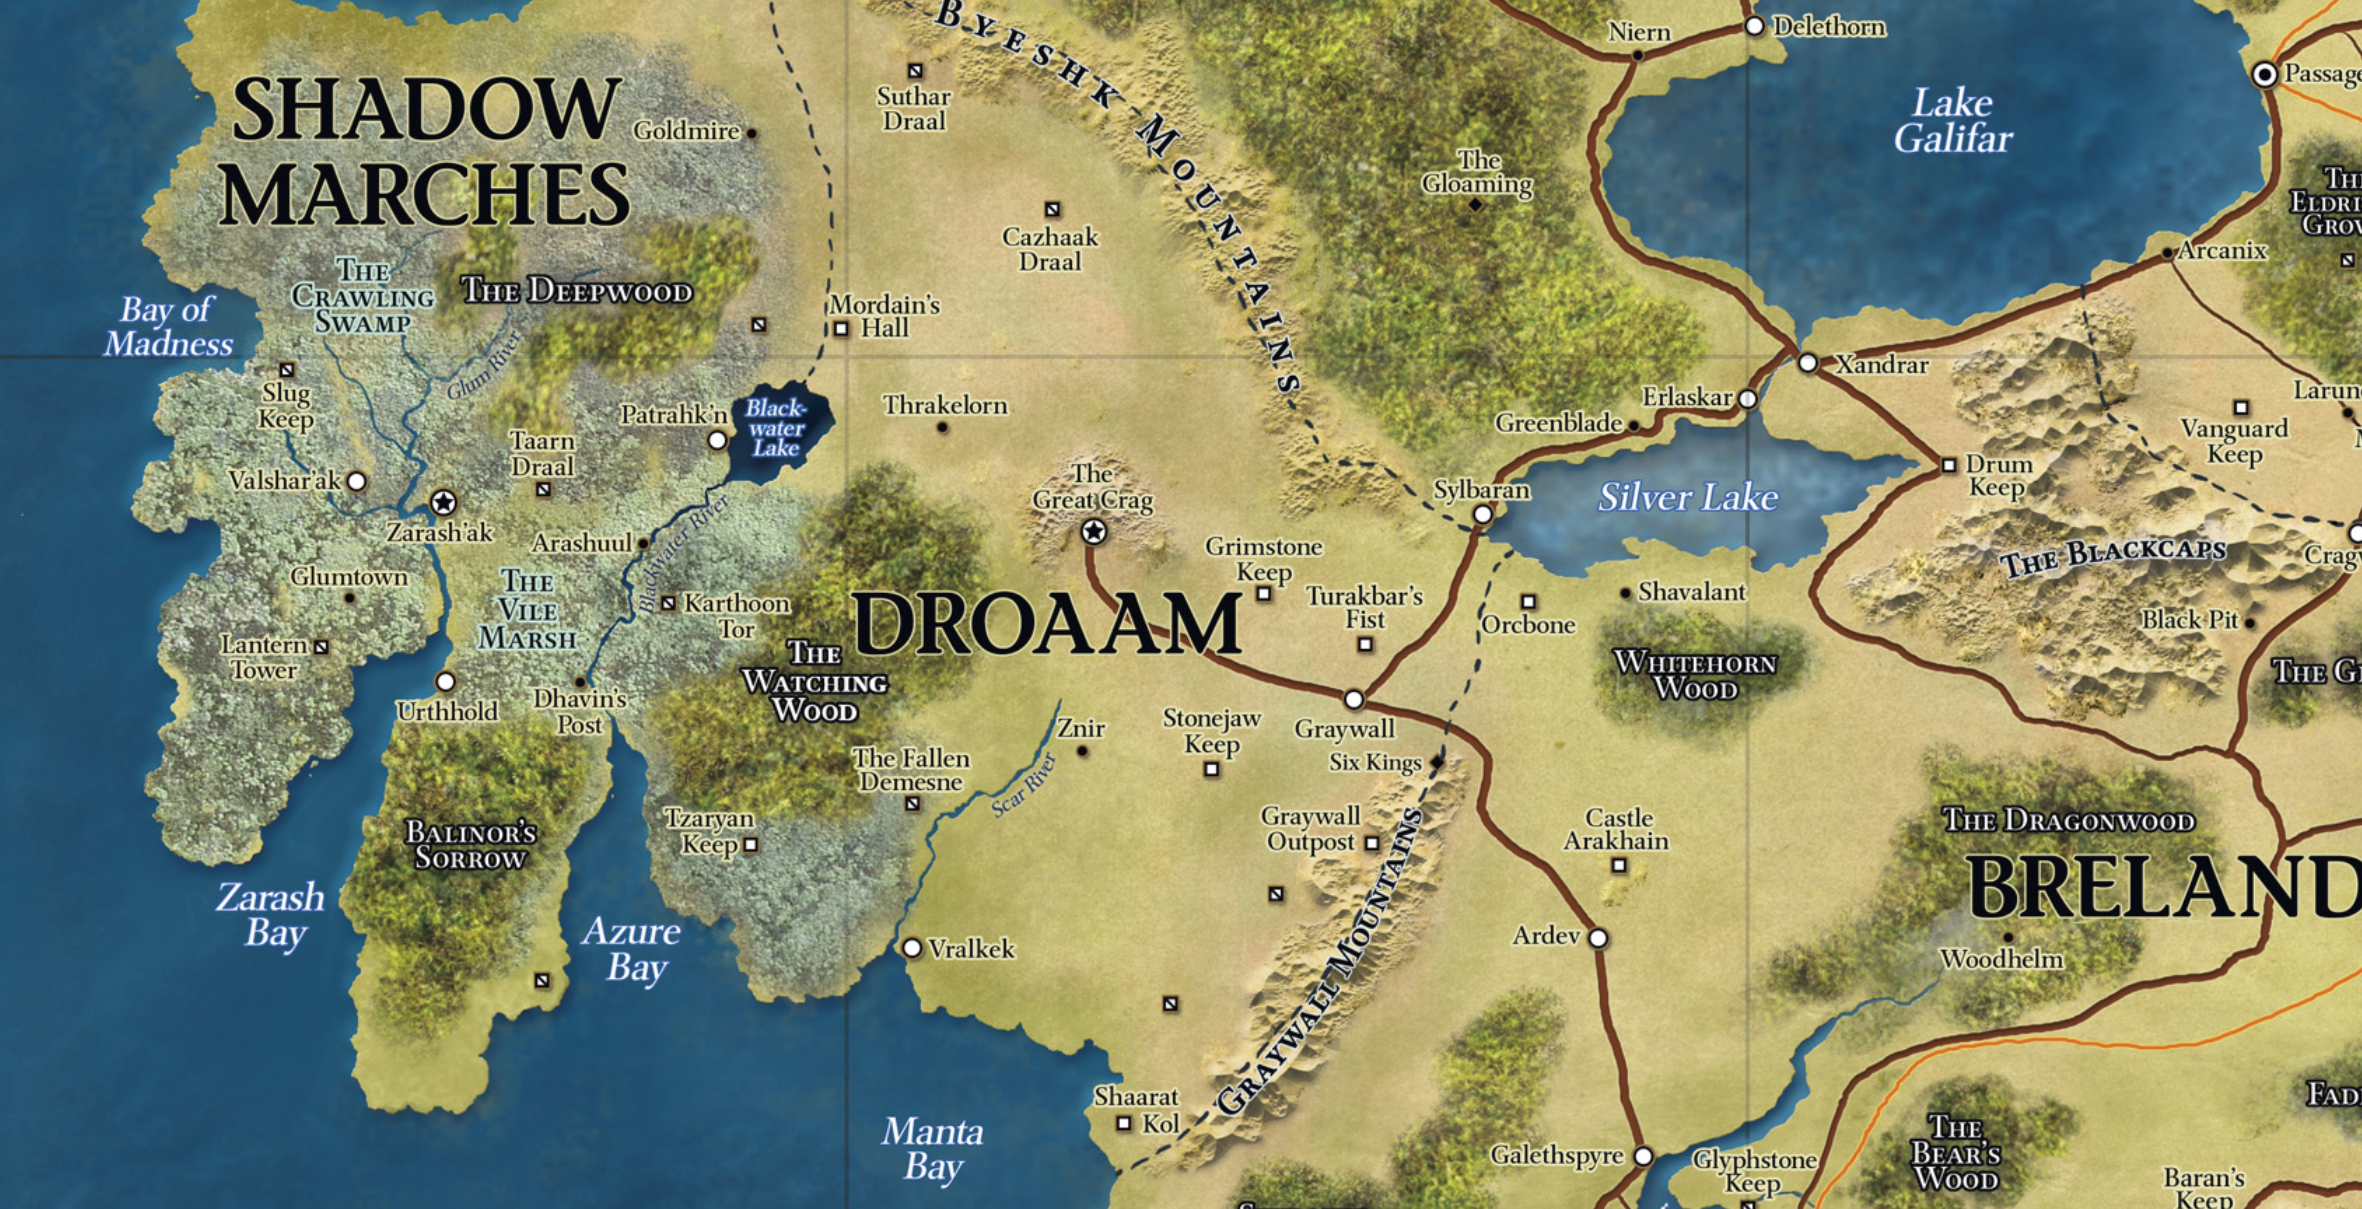 BYESHK MOUNTAINS
Niern
Delethorn
Passage
Suthar
Draal
SHADOW
MARCHES
Goldmire
Lake
Galifar
The
Gloaming
THE
CRAWLING
SWAMP
THE DEEPWOOD
Cazhaak
Draal
Arcanix
Bay of
Madness
Mordain's
Hall
Glum River
Slug
Keep
Patrahk'n
Black-
water
Lake
Thrakelorn
Xandrar
Erlaskar
Greenblade
Vanguard
Keep
Taarn
Draal
Valshar'ak
Zarash'ak
The
Great Crag
Sylbaran
Silver Lake
Drum
Keep
Arashuul
Blackwater River
Grimstone
Keep
THE BLACKCAPS
Glumtown
THE
VILE
MARSH
Karthoon
Tor
DROAAM
Turakbar's
Fist
Orcbone
Shavalant
Black Pit
Lantern
Tower
THE
WATCHING
WOOD
WHITEHORN
WOOD
Urthhold
Dhavin's
Post
Znir
Stonejaw
Keep
Graywall
Six Kings
The Fallen
Demesne
Scar River
Tzaryan
Keep
Graywall
Outpost
Castle
Arakhain
THE DRAGONWOOD
BALINOR'S
SORROW
BRELAND
Zarash
Bay
Azure
Bay
Vralkek
GRAYWALL MOUNTAINS
Ardev
Woodhelm
Shaarat
Kol
Manta
Bay
Galethspyre
Glyphstone
Keep
THE
BEAR'S
WOOD
Baran's
Keep